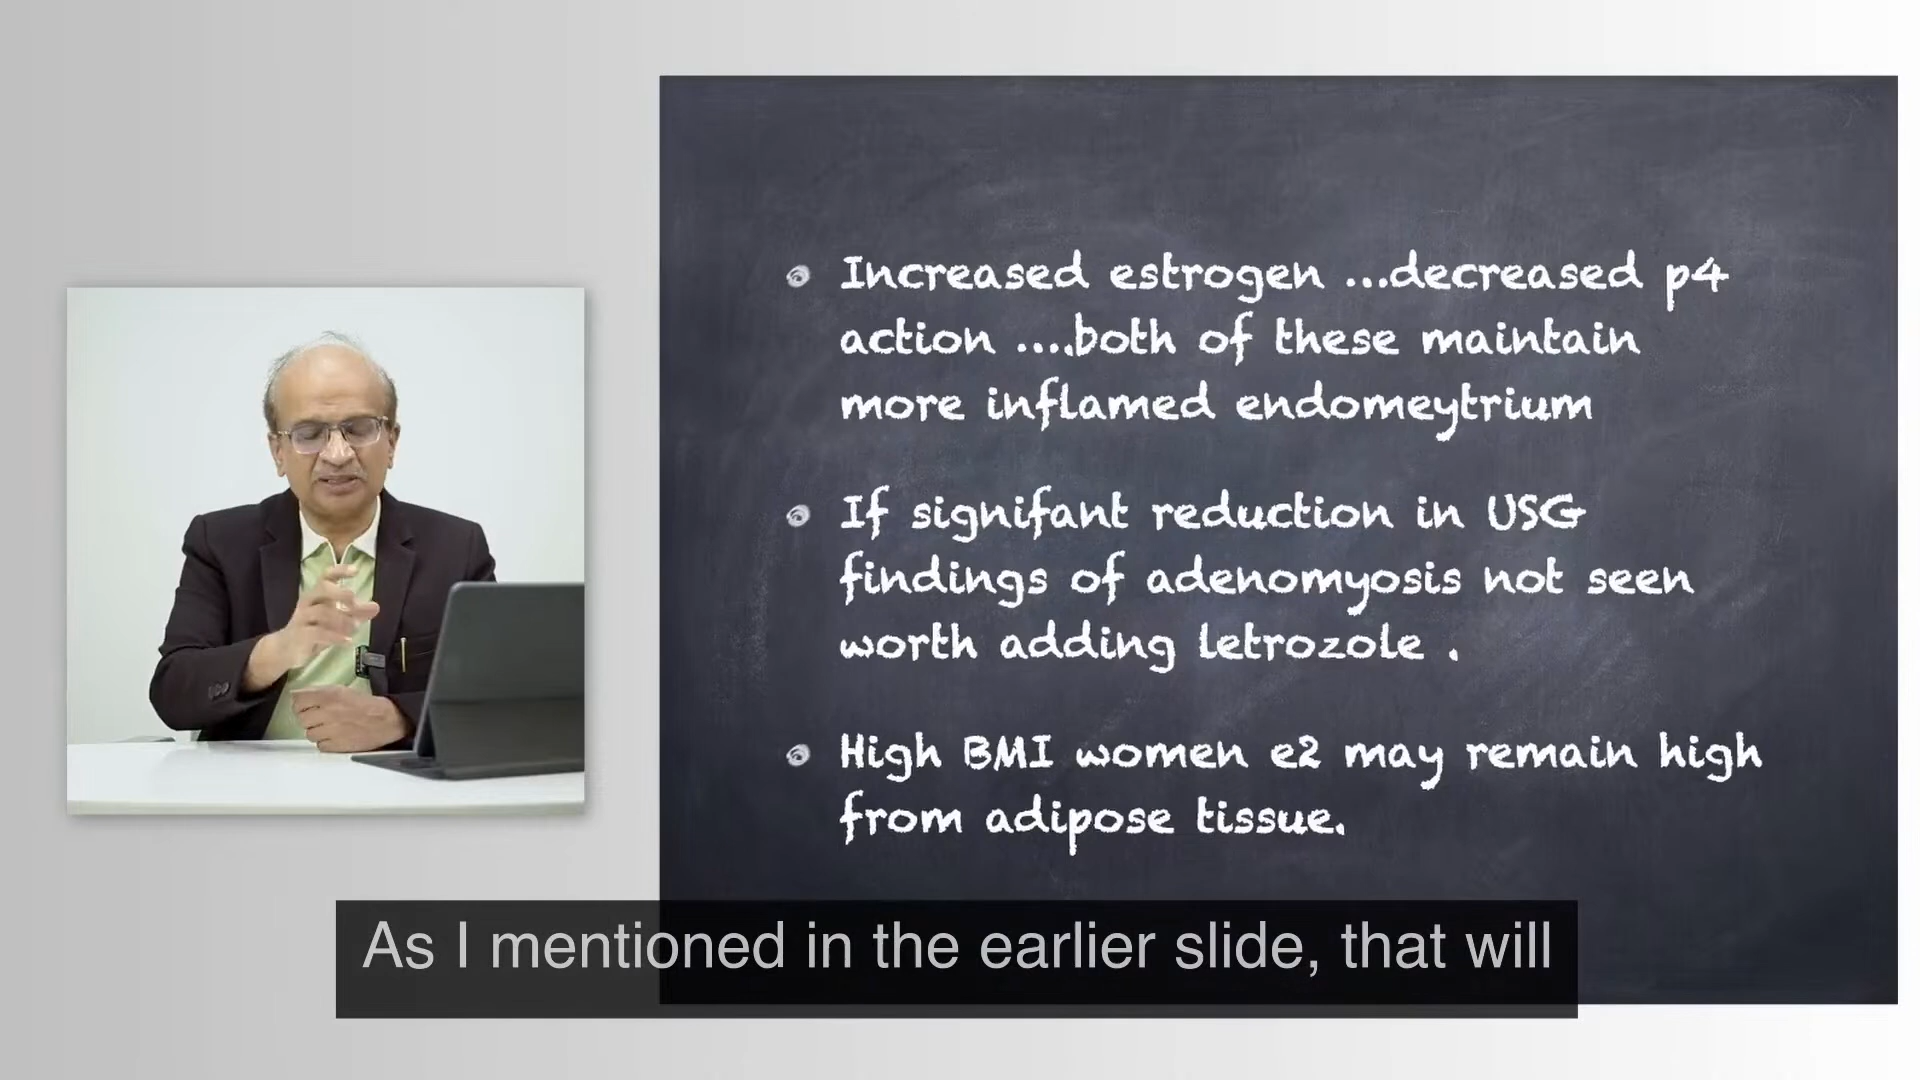 Increased estrogen ...decreased p4
action ....both of these maintain
more inflamed endomeytrium
If signifant reduction in USG
findings of adenomyosis not seen
worth adding letrozole .
High BMI women e2 may remain high
from adipose tissue.
As I mentioned in the earlier slide, that will